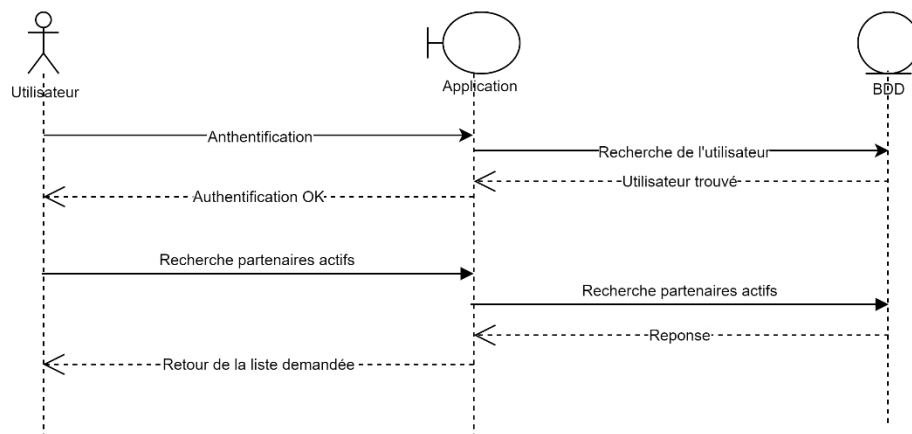 Utilisateur
Application
BDD
Anthentification
Recherche de l'utilisateur
Utilisateur trouvé
Authentification OK
Recherche partenaires actifs
Recherche partenaires actifs
Reponse
Retour de la liste demandée